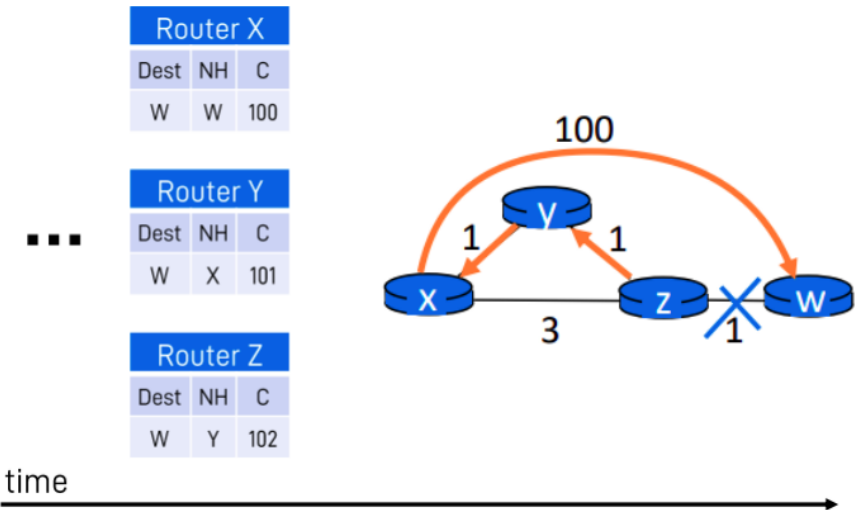 Router X
Dest NH C
W W 100
Router Y
Dest NH C
W X 101
Router Z
Dest NH C
W Y 102
...
100
y
1
1
x
z
w
3
1
time